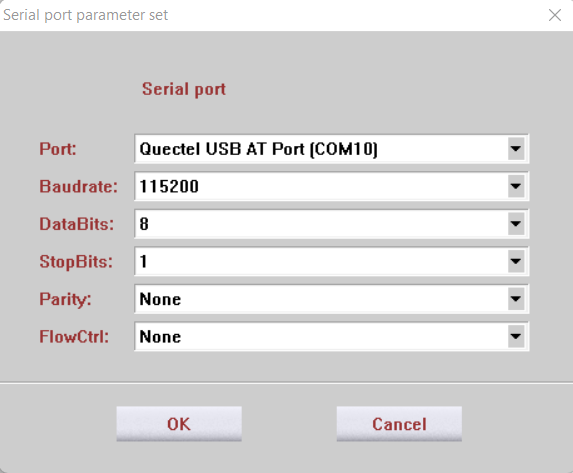 Serial port parameter set
Serial port
Port: Quectel USB AT Port (COM10)
Baudrate: 115200
DataBits: 8
StopBits: 1
Parity: None
FlowCtrl: None
OK Cancel